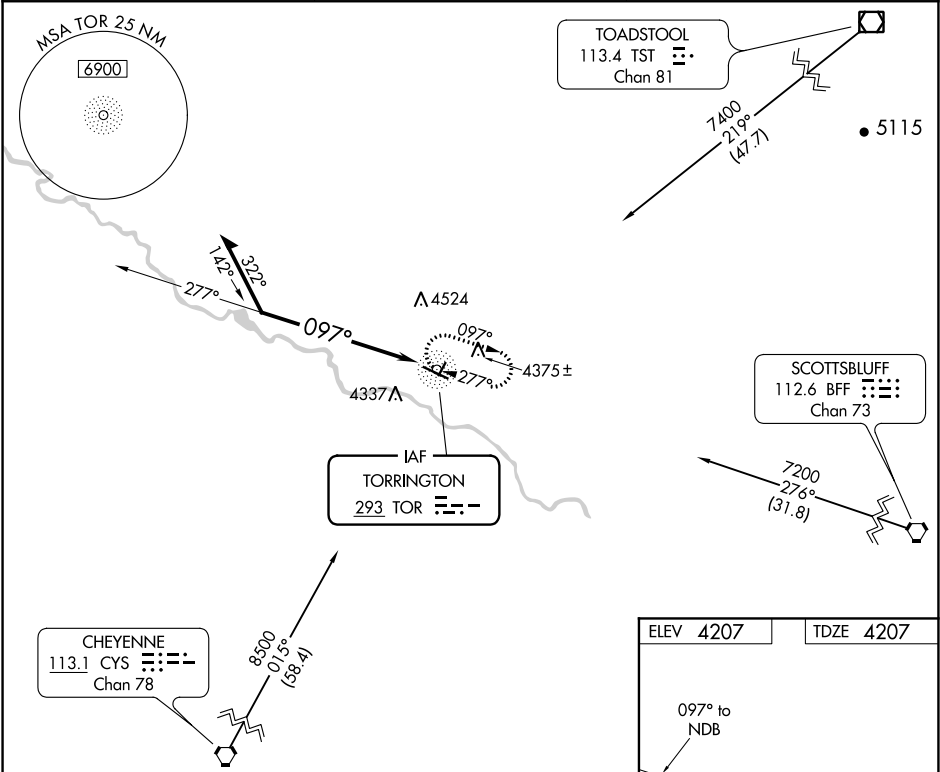 MSA TOR 25 NM
6900
TOADSTOOL
113.4 TST
Chan 81
7400
219°
(47.7)
5115
322°
142°
277°
097°
4524
097°
277°
4375±
4337
IAF
TORRINGTON
293 TOR
SCOTTSBLUFF
112.6 BFF
Chan 73
7200
276°
(31.8)
CHEYENNE
113.1 CYS
Chan 78
8500
015°
(58.4)
ELEV 4207
TDZE 4207
097° to
NDB